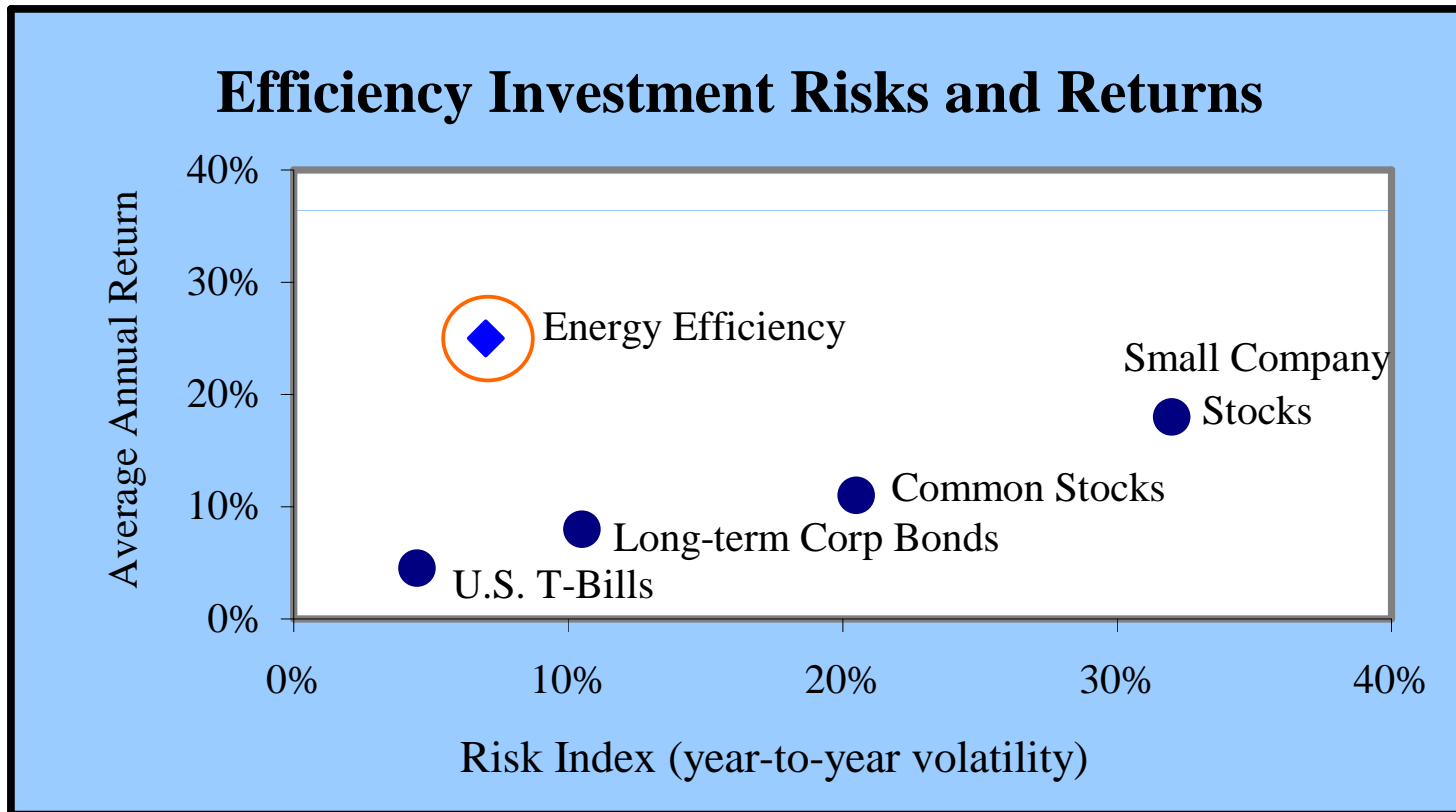 Efficiency Investment Risks and Returns
Average Annual Return
40%
30%
20%
10%
0%
Energy Efficiency
Small Company
Stocks
Common Stocks
Long-term Corp Bonds
U.S. T-Bills
0%
10%
20%
30%
40%
Risk Index (year-to-year volatility)